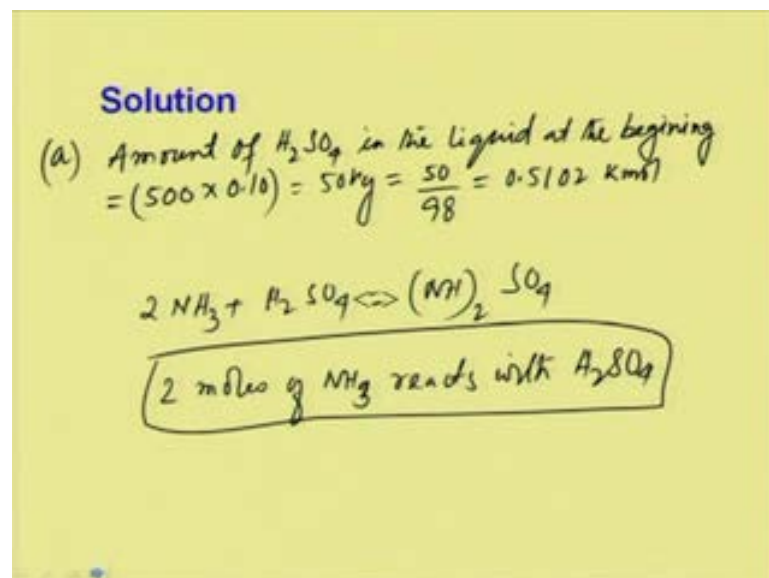 Solution
(a) Amount of H₂SO₄ in the liquid at the begining
= (500 x 0.10) = 50 kg = 50/98 = 0.5102 Kmol
2 NH₃ + H₂SO₄ <=> (NH)₂ SO₄
2 moles of NH₃ reacts with H₂SO₄